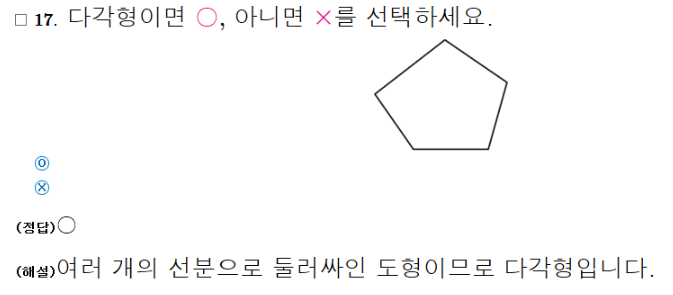 □ 17. 다각형이면 ○, 아니면 ×를 선택하세요.
ⓞ
ⓧ
(정답)○
(해설)여러 개의 선분으로 둘러싸인 도형이므로 다각형입니다.